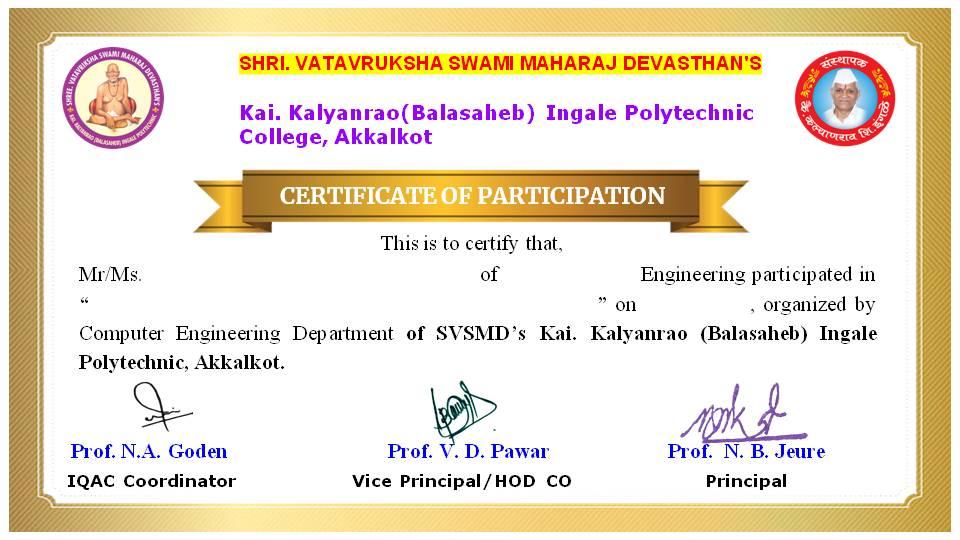 SHREE. VATAVRIKSHA SWAMI MAHARAJ DEVASTHAN'S
KAI. KALYANRAO (BALASAHEB) INGALE POLYTECHNIC
SHRI. VATAVRUKSHA SWAMI MAHARAJ DEVASTHAN'S
Kai. Kalyanrao(Balasaheb) Ingale Polytechnic
College, Akkalkot
संस्थापक
कै. कल्याणराव शि. इंगळे
CERTIFICATE OF PARTICIPATION
This is to certify that,
Mr/Ms. of Engineering participated in
“ ” on , organized by
Computer Engineering Department of SVSMD’s Kai. Kalyanrao (Balasaheb) Ingale
Polytechnic, Akkalkot.
Prof. N.A. Goden
IQAC Coordinator
Prof. V. D. Pawar
Vice Principal/HOD CO
Prof. N. B. Jeure
Principal